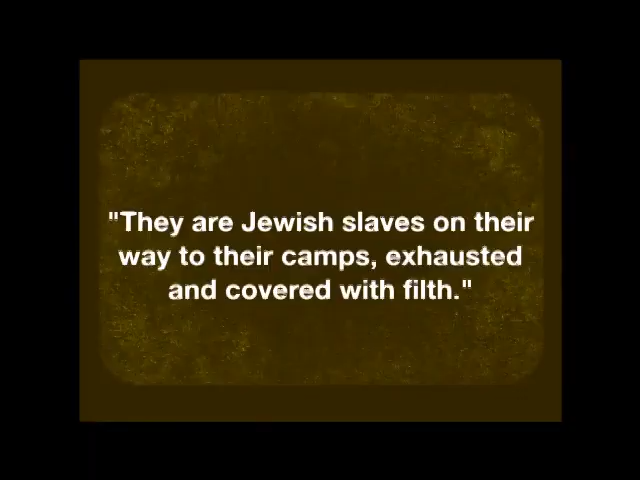 "They are Jewish slaves on their
way to their camps, exhausted
and covered with filth."